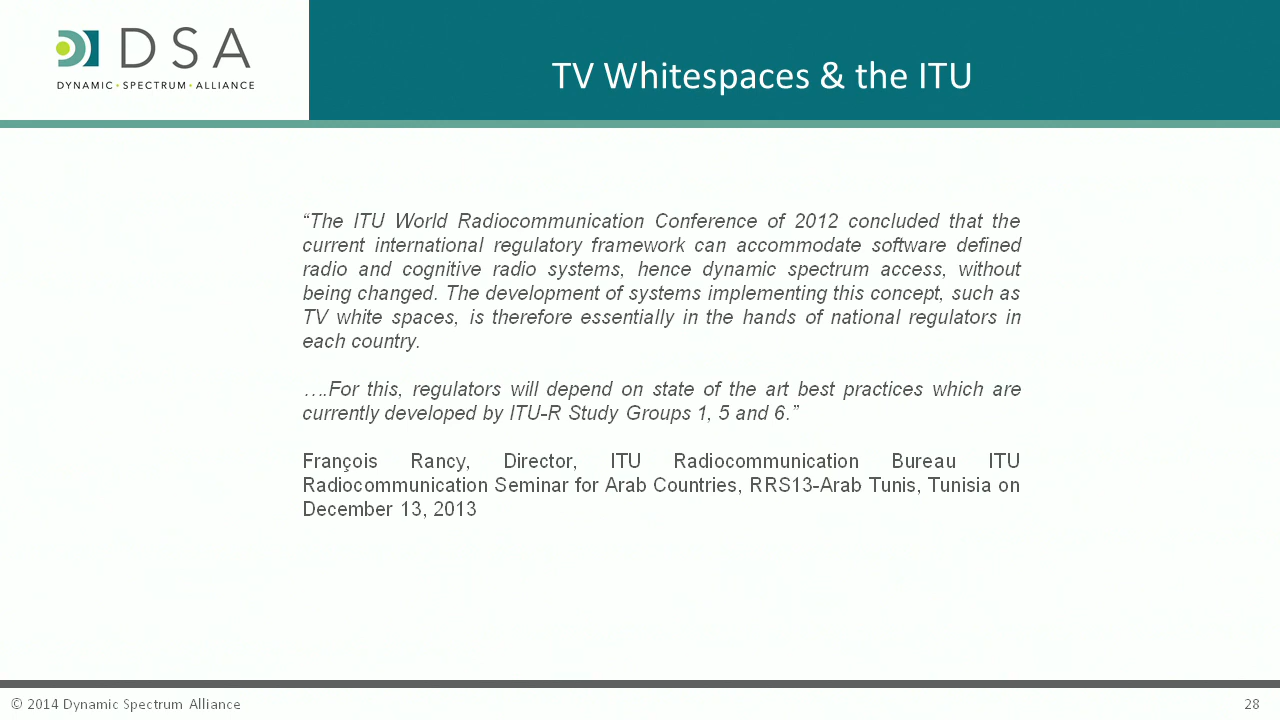 DSA
DYNAMIC • SPECTRUM • ALLIANCE
TV Whitespaces & the ITU
“The ITU World Radiocommunication Conference of 2012 concluded that the
current international regulatory framework can accommodate software defined
radio and cognitive radio systems, hence dynamic spectrum access, without
being changed. The development of systems implementing this concept, such as
TV white spaces, is therefore essentially in the hands of national regulators in
each country.
….For this, regulators will depend on state of the art best practices which are
currently developed by ITU-R Study Groups 1, 5 and 6.”
François Rancy, Director, ITU Radiocommunication Bureau ITU
Radiocommunication Seminar for Arab Countries, RRS13-Arab Tunis, Tunisia on
December 13, 2013
© 2014 Dynamic Spectrum Alliance
28